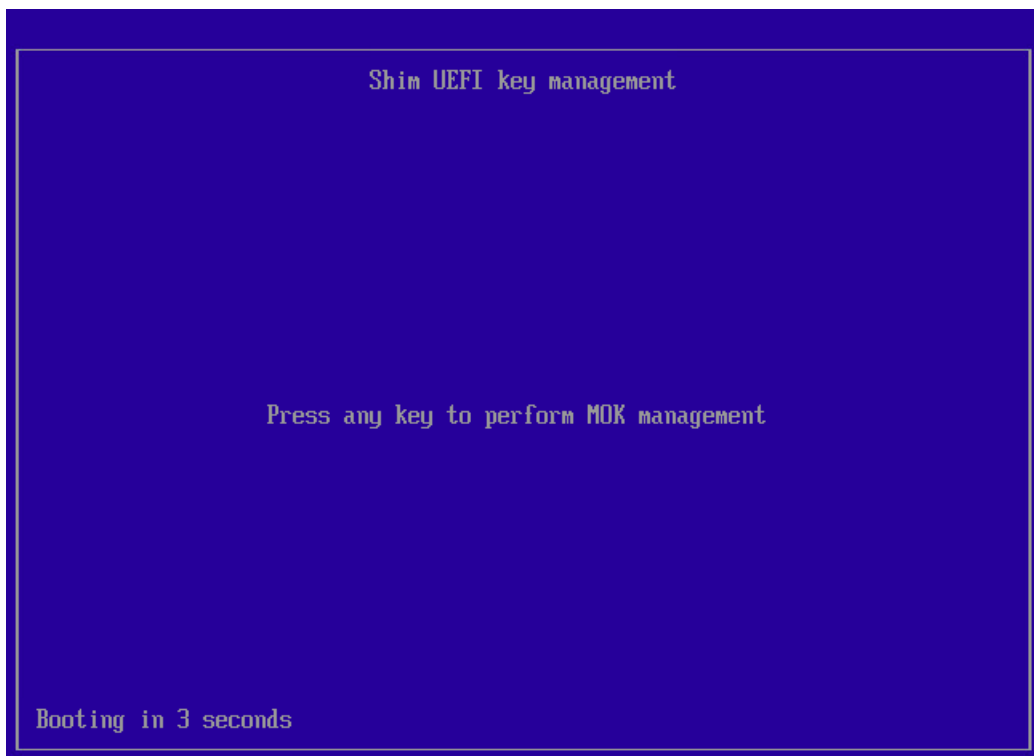 Shim UEFI key management
Press any key to perform MOK management
Booting in 3 seconds